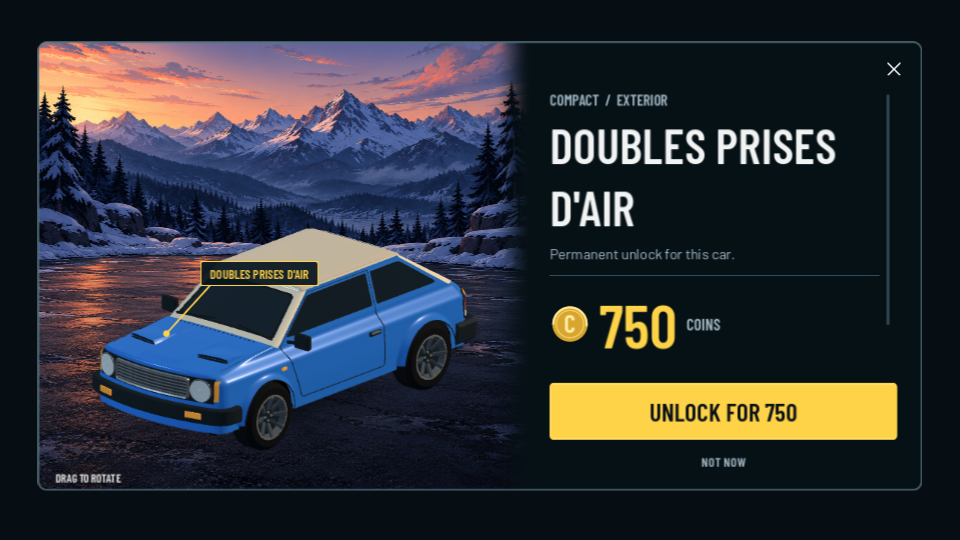 COMPACT / EXTERIOR
DOUBLES PRISES
D'AIR
Permanent unlock for this car.
DOUBLES PRISES D'AIR
C 750 COINS
UNLOCK FOR 750
NOT NOW
DRAG TO ROTATE